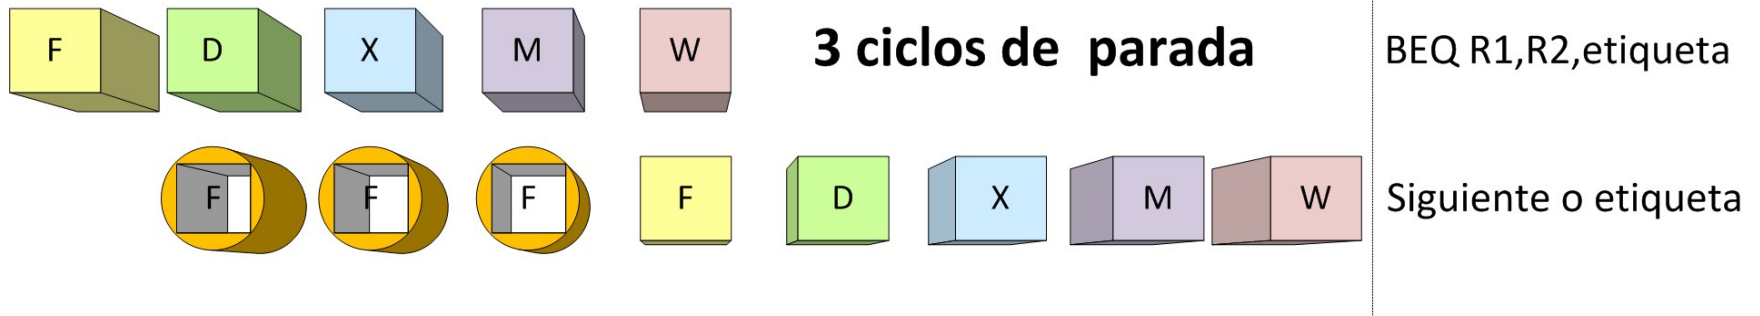 F D X M W 3 ciclos de parada BEQ R1,R2,etiqueta
F F F F D X M W Siguiente o etiqueta